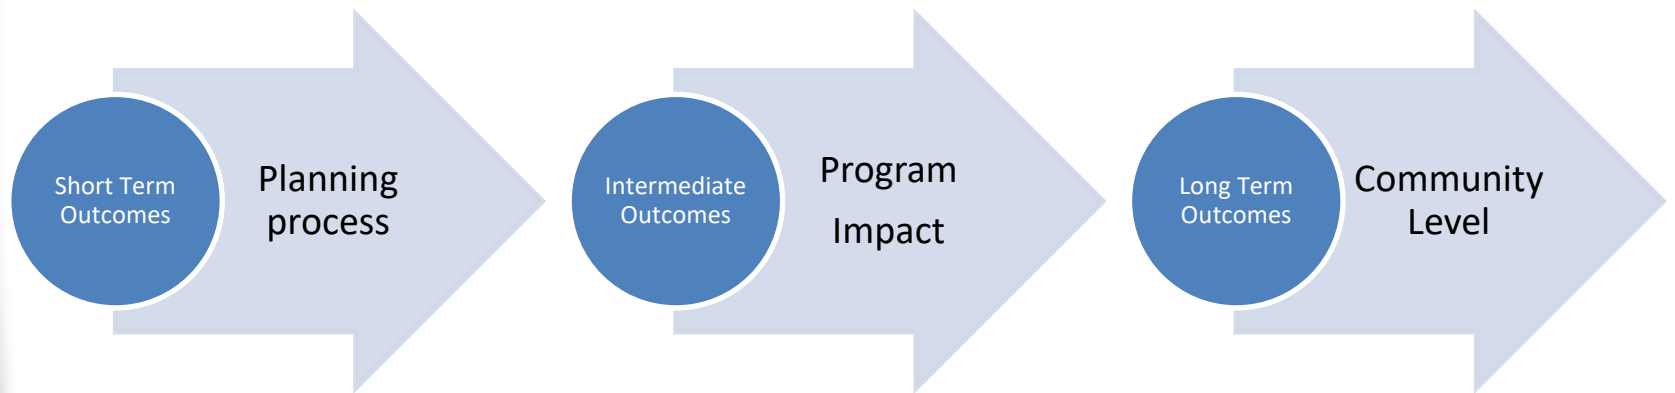 Short Term
Outcomes
Planning
process
Intermediate
Outcomes
Program
Impact
Long Term
Outcomes
Community
Level